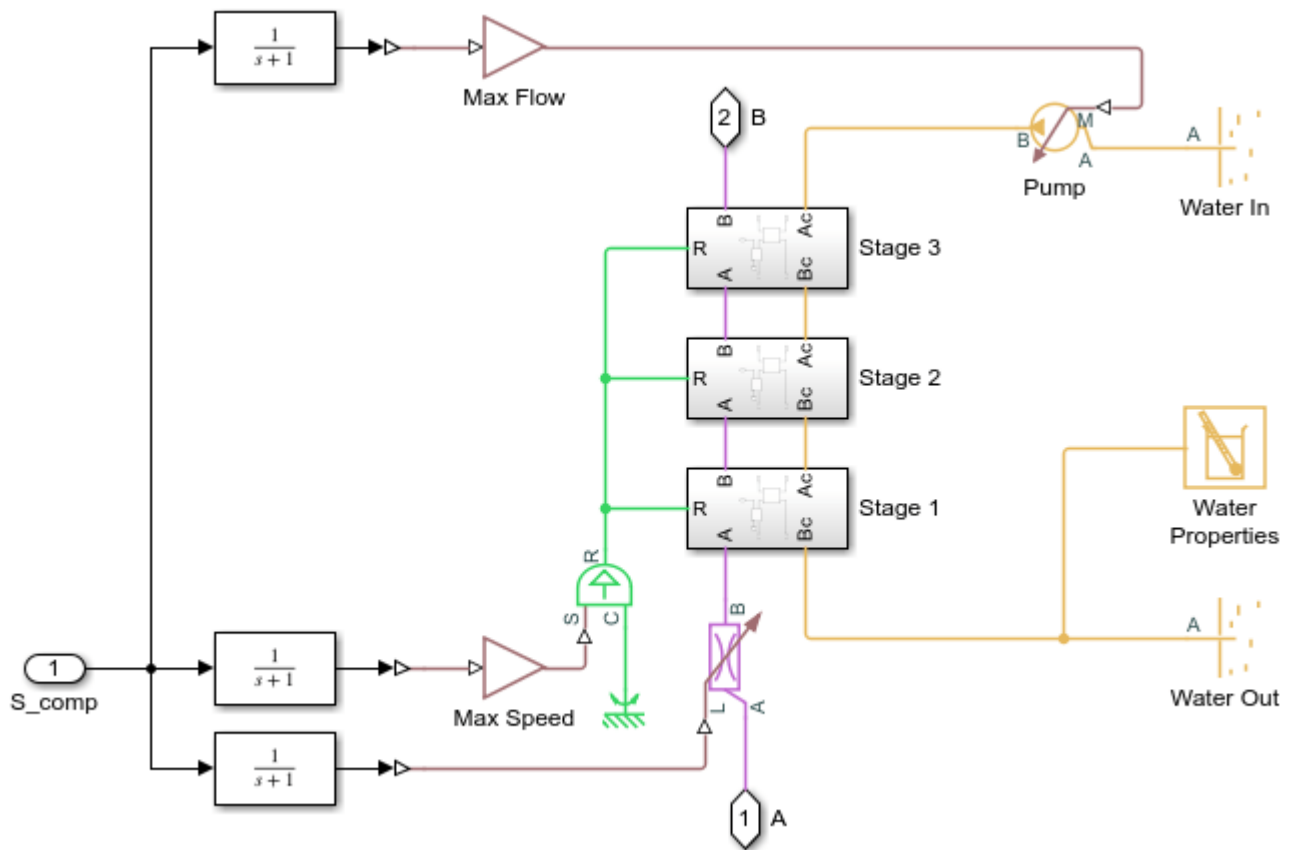 1
s + 1
Max Flow
2 B
M
B
A
Pump
A
Water In
B
Ac
R
A
Bc
Stage 3
B
Ac
R
A
Bc
Stage 2
B
Ac
R
A
Bc
Stage 1
Water
Properties
R
S
C
B
L
A
A
Water Out
1
S_comp
1
s + 1
Max Speed
1
s + 1
1 A